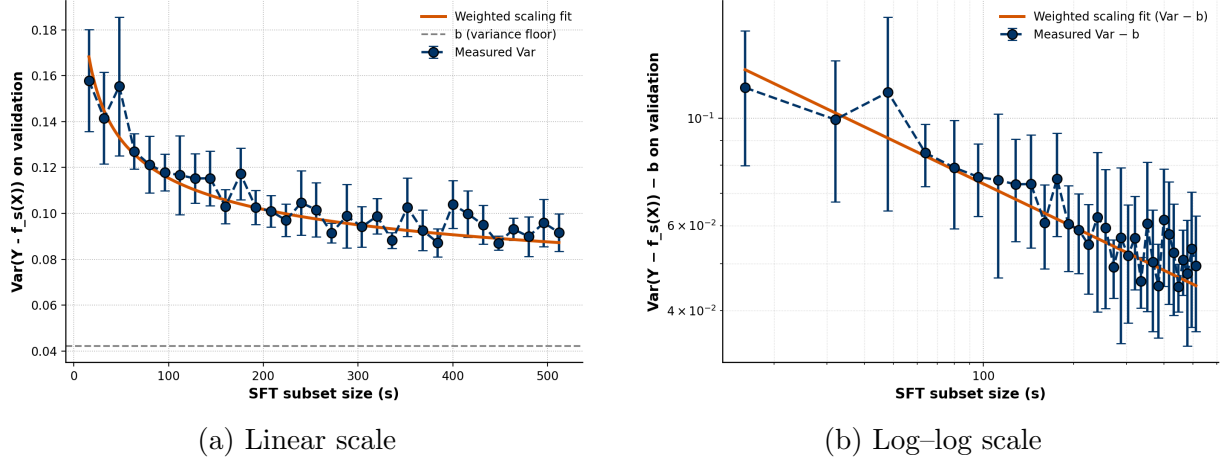 Var(Y - f_s(X)) on validation
0.18
0.16
0.14
0.12
0.10
0.08
0.06
0.04
Weighted scaling fit
b (variance floor)
Measured Var
0
100
200
300
400
500
SFT subset size (s)
(a) Linear scale
Var(Y − f_s(X)) − b on validation
10⁻¹
6 × 10⁻²
4 × 10⁻²
Weighted scaling fit (Var − b)
Measured Var − b
100
SFT subset size (s)
(b) Log–log scale